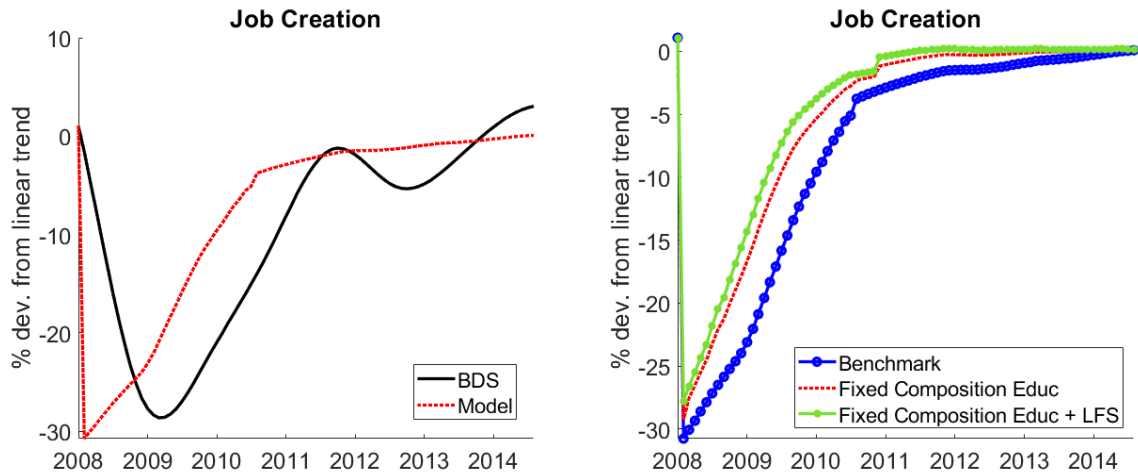 Job Creation
% dev. from linear trend
10
0
-10
-20
-30
2008 2009 2010 2011 2012 2013 2014
BDS
Model
Job Creation
% dev. from linear trend
0
-5
-10
-15
-20
-25
-30
2008 2009 2010 2011 2012 2013 2014
Benchmark
Fixed Composition Educ
Fixed Composition Educ + LFS